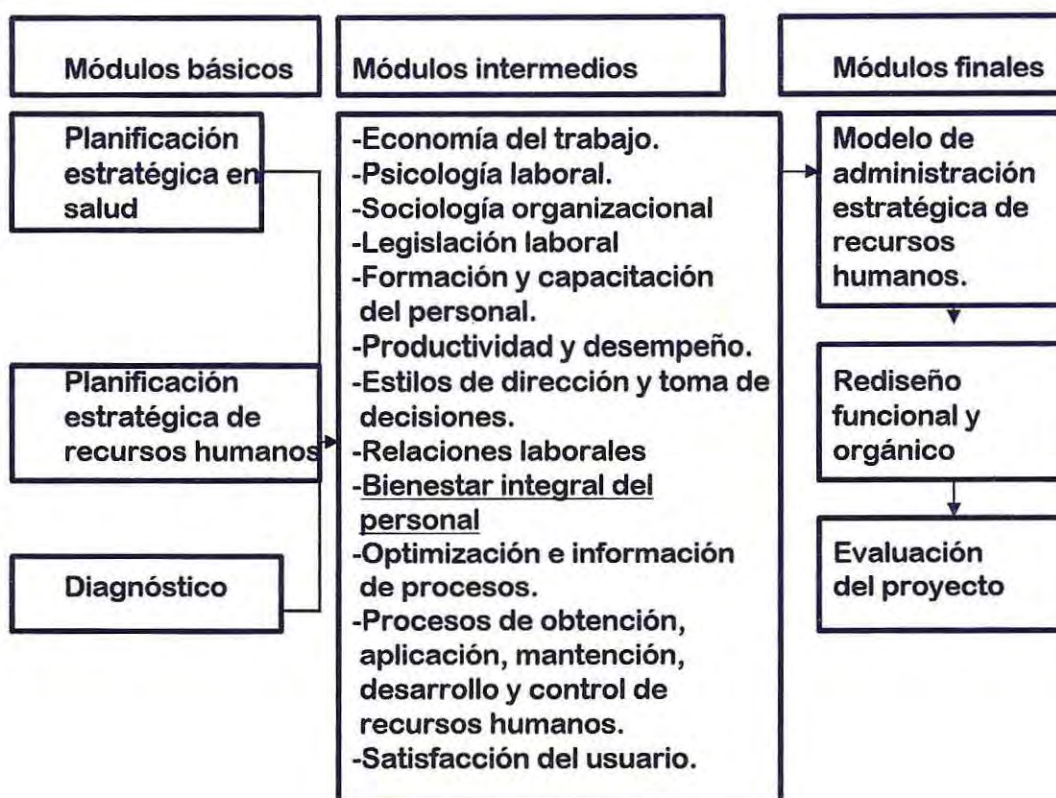 Módulos básicos
Módulos intermedios
Módulos finales
Planificación
estratégica en
salud
Planificación
estratégica de
recursos humanos
Diagnóstico
-Economía del trabajo.
-Psicología laboral.
-Sociología organizacional
-Legislación laboral
-Formación y capacitación
del personal.
-Productividad y desempeño.
-Estilos de dirección y toma de
decisiones.
-Relaciones laborales
-Bienestar integral del
personal
-Optimización e información
de procesos.
-Procesos de obtención,
aplicación, mantención,
desarrollo y control de
recursos humanos.
-Satisfacción del usuario.
Modelo de
administración
estratégica de
recursos
humanos.
Rediseño
funcional y
orgánico
Evaluación
del proyecto